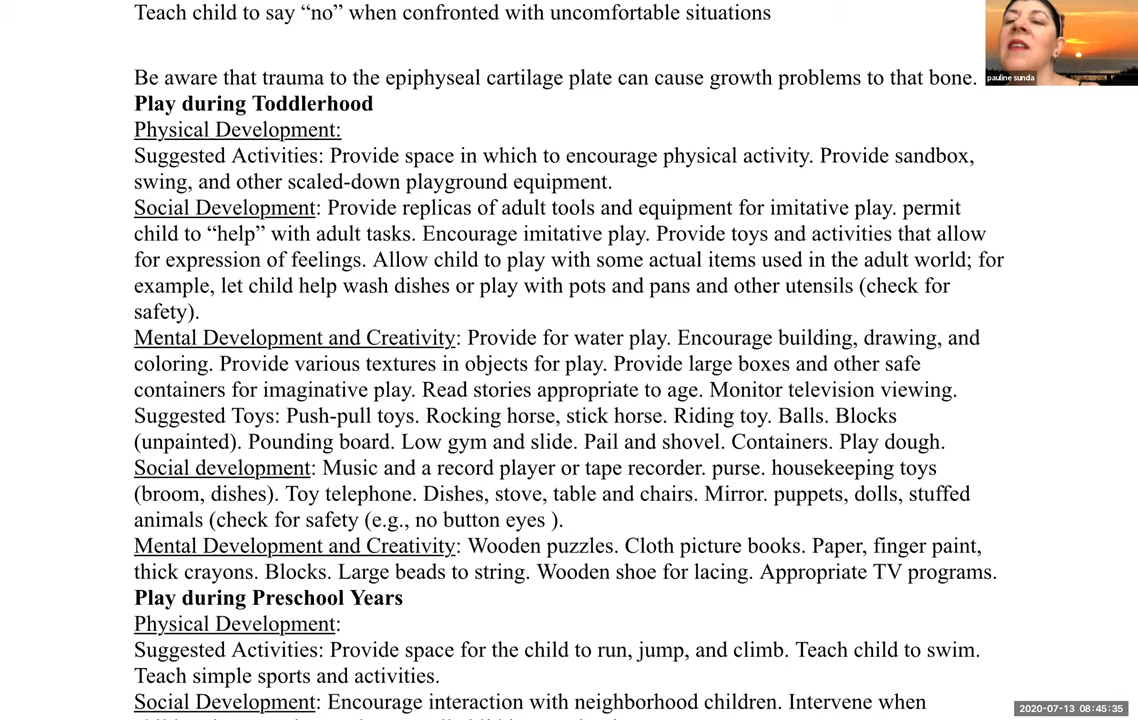 Teach child to say “no” when confronted with uncomfortable situations
Be aware that trauma to the epiphyseal cartilage plate can cause growth problems to that bone.
pauline sunda
Play during Toddlerhood
Physical Development:
Suggested Activities: Provide space in which to encourage physical activity. Provide sandbox,
swing, and other scaled-down playground equipment.
Social Development: Provide replicas of adult tools and equipment for imitative play. permit
child to “help” with adult tasks. Encourage imitative play. Provide toys and activities that allow
for expression of feelings. Allow child to play with some actual items used in the adult world; for
example, let child help wash dishes or play with pots and pans and other utensils (check for
safety).
Mental Development and Creativity: Provide for water play. Encourage building, drawing, and
coloring. Provide various textures in objects for play. Provide large boxes and other safe
containers for imaginative play. Read stories appropriate to age. Monitor television viewing.
Suggested Toys: Push-pull toys. Rocking horse, stick horse. Riding toy. Balls. Blocks
(unpainted). Pounding board. Low gym and slide. Pail and shovel. Containers. Play dough.
Social development: Music and a record player or tape recorder. purse. housekeeping toys
(broom, dishes). Toy telephone. Dishes, stove, table and chairs. Mirror. puppets, dolls, stuffed
animals (check for safety (e.g., no button eyes ).
Mental Development and Creativity: Wooden puzzles. Cloth picture books. Paper, finger paint,
thick crayons. Blocks. Large beads to string. Wooden shoe for lacing. Appropriate TV programs.
Play during Preschool Years
Physical Development:
Suggested Activities: Provide space for the child to run, jump, and climb. Teach child to swim.
Teach simple sports and activities.
Social Development: Encourage interaction with neighborhood children. Intervene when
2020-07-13 08:45:35